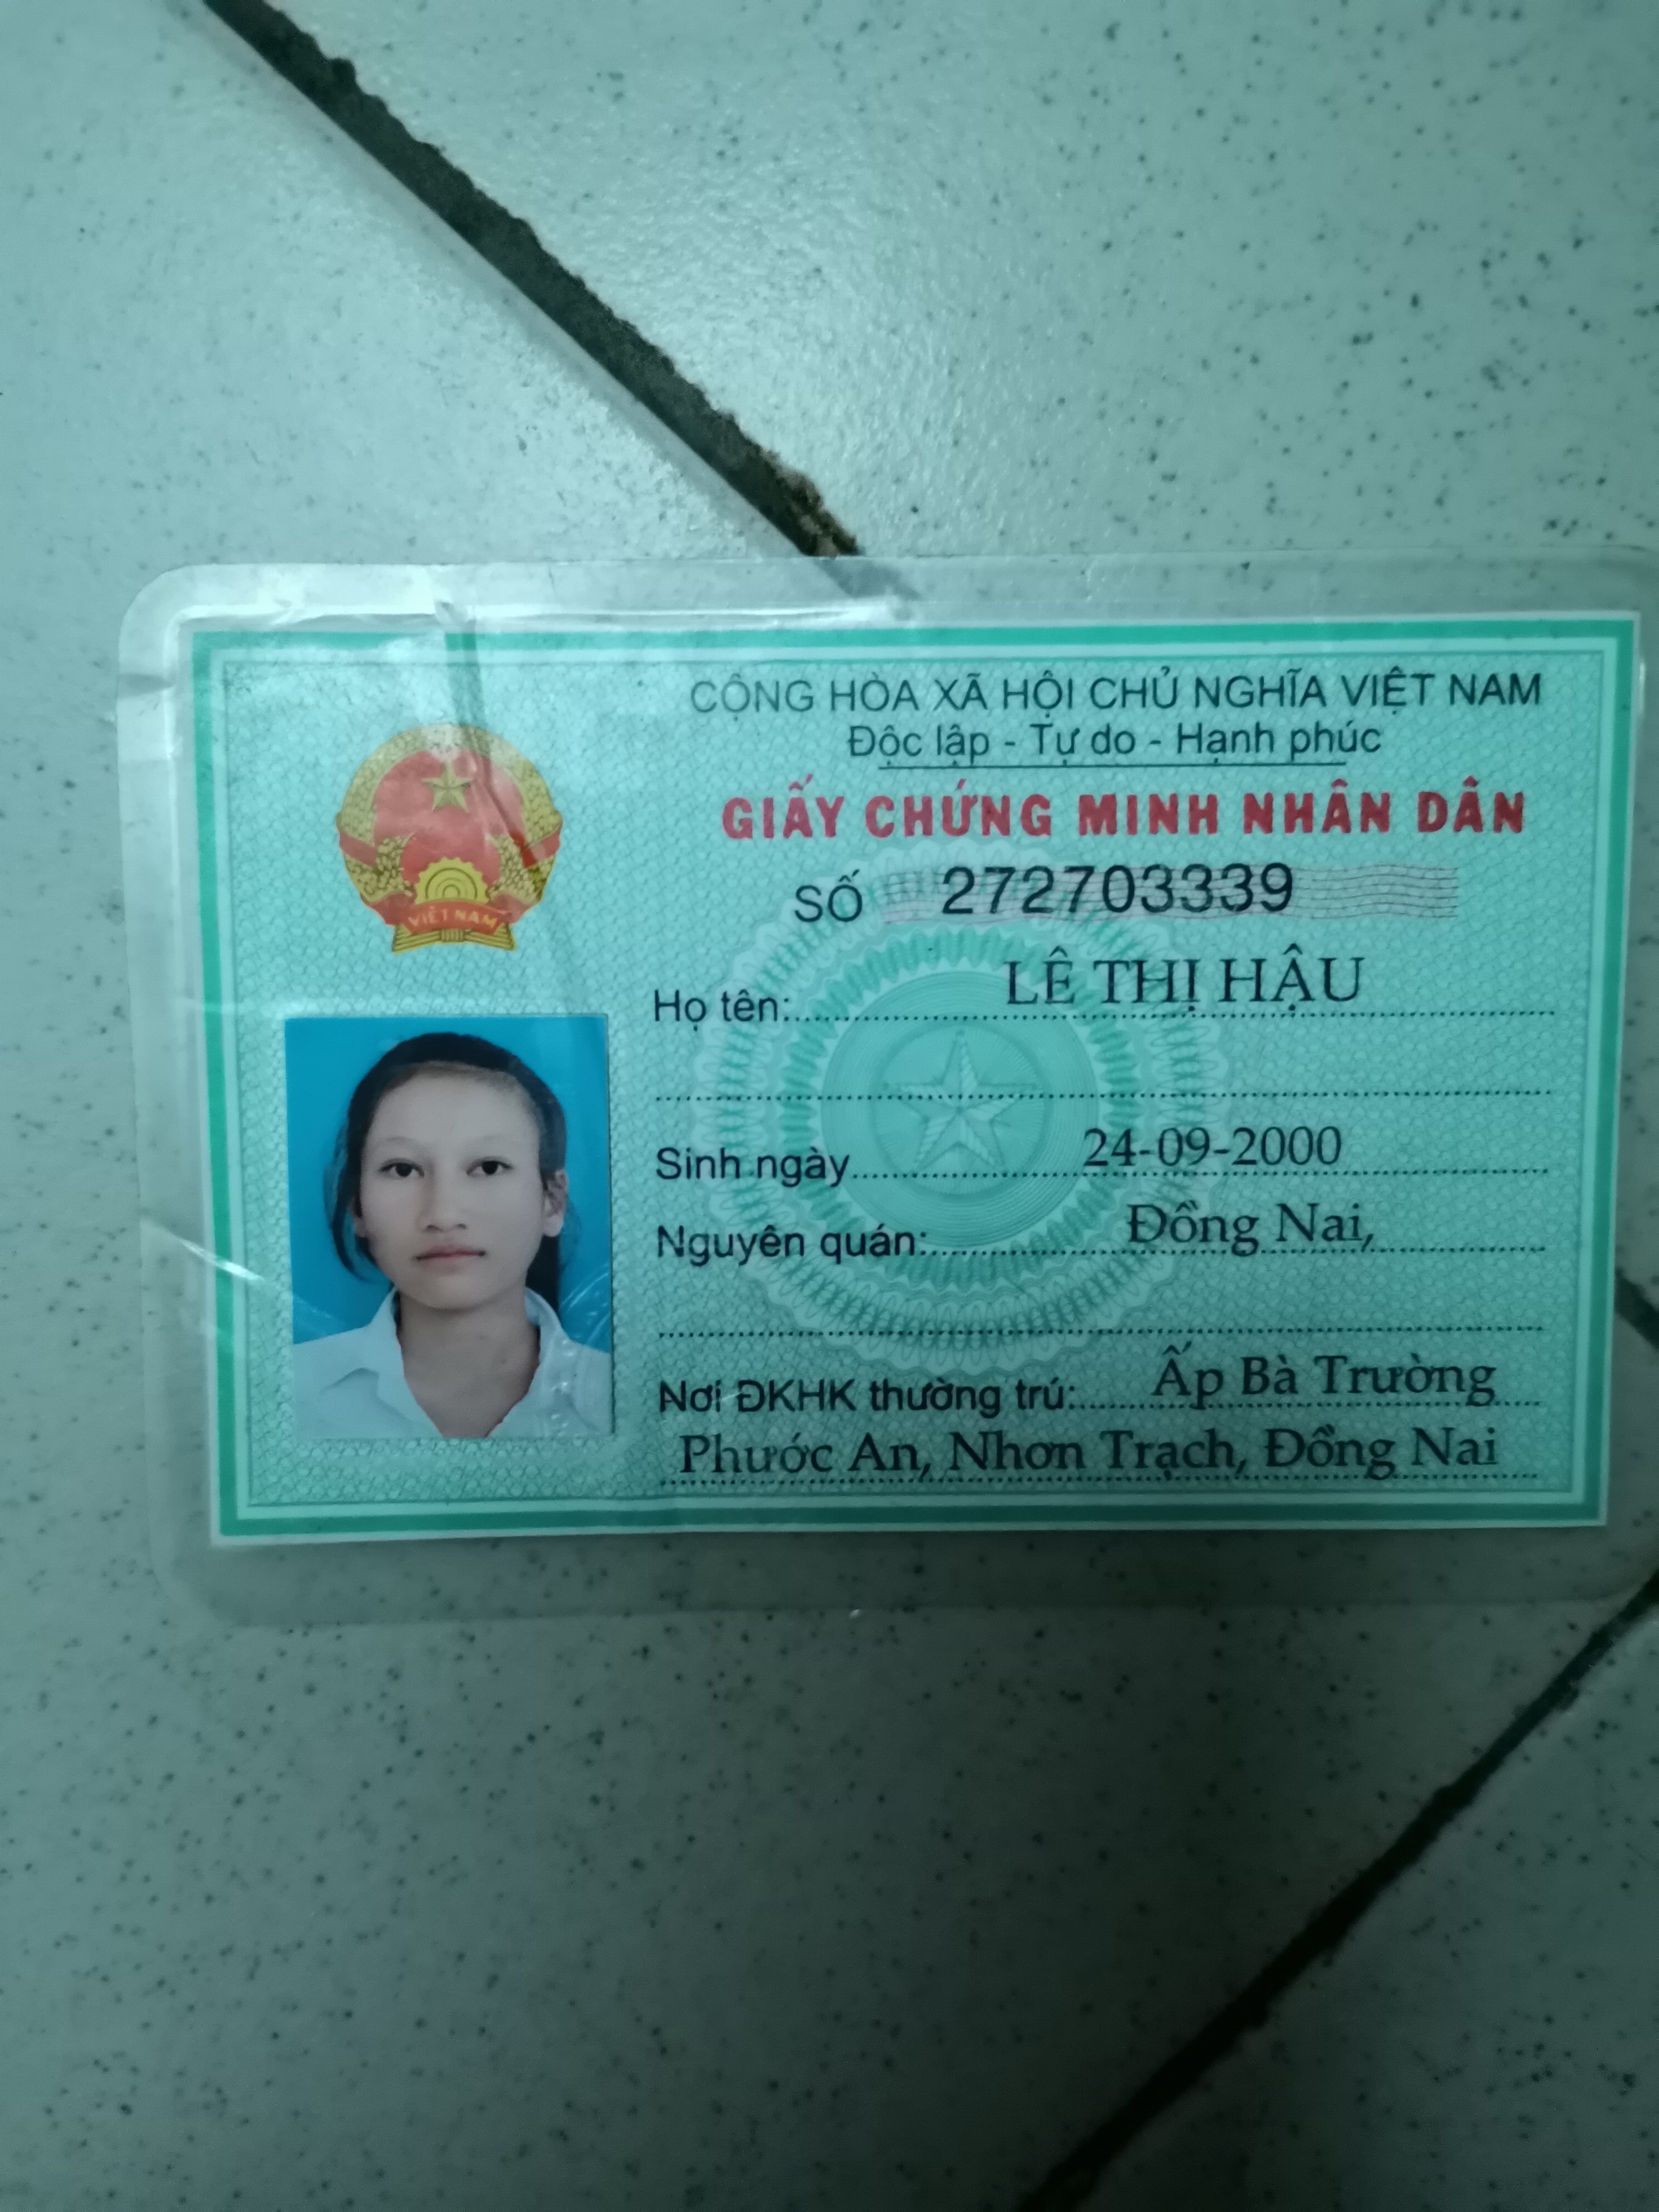 CỘNG HÒA XÃ HỘI CHỦ NGHĨA VIỆT NAM
Độc lập - Tự do - Hạnh phúc
GIẤY CHỨNG MINH NHÂN DÂN
SỐ 272703339
VIỆT NAM
Họ tên: LÊ THỊ HẬU
Sinh ngày 24-09-2000
Nguyên quán: Đồng Nai,
Nơi ĐKHK thường trú: Ấp Bà Trường
Phước An, Nhơn Trạch, Đồng Nai